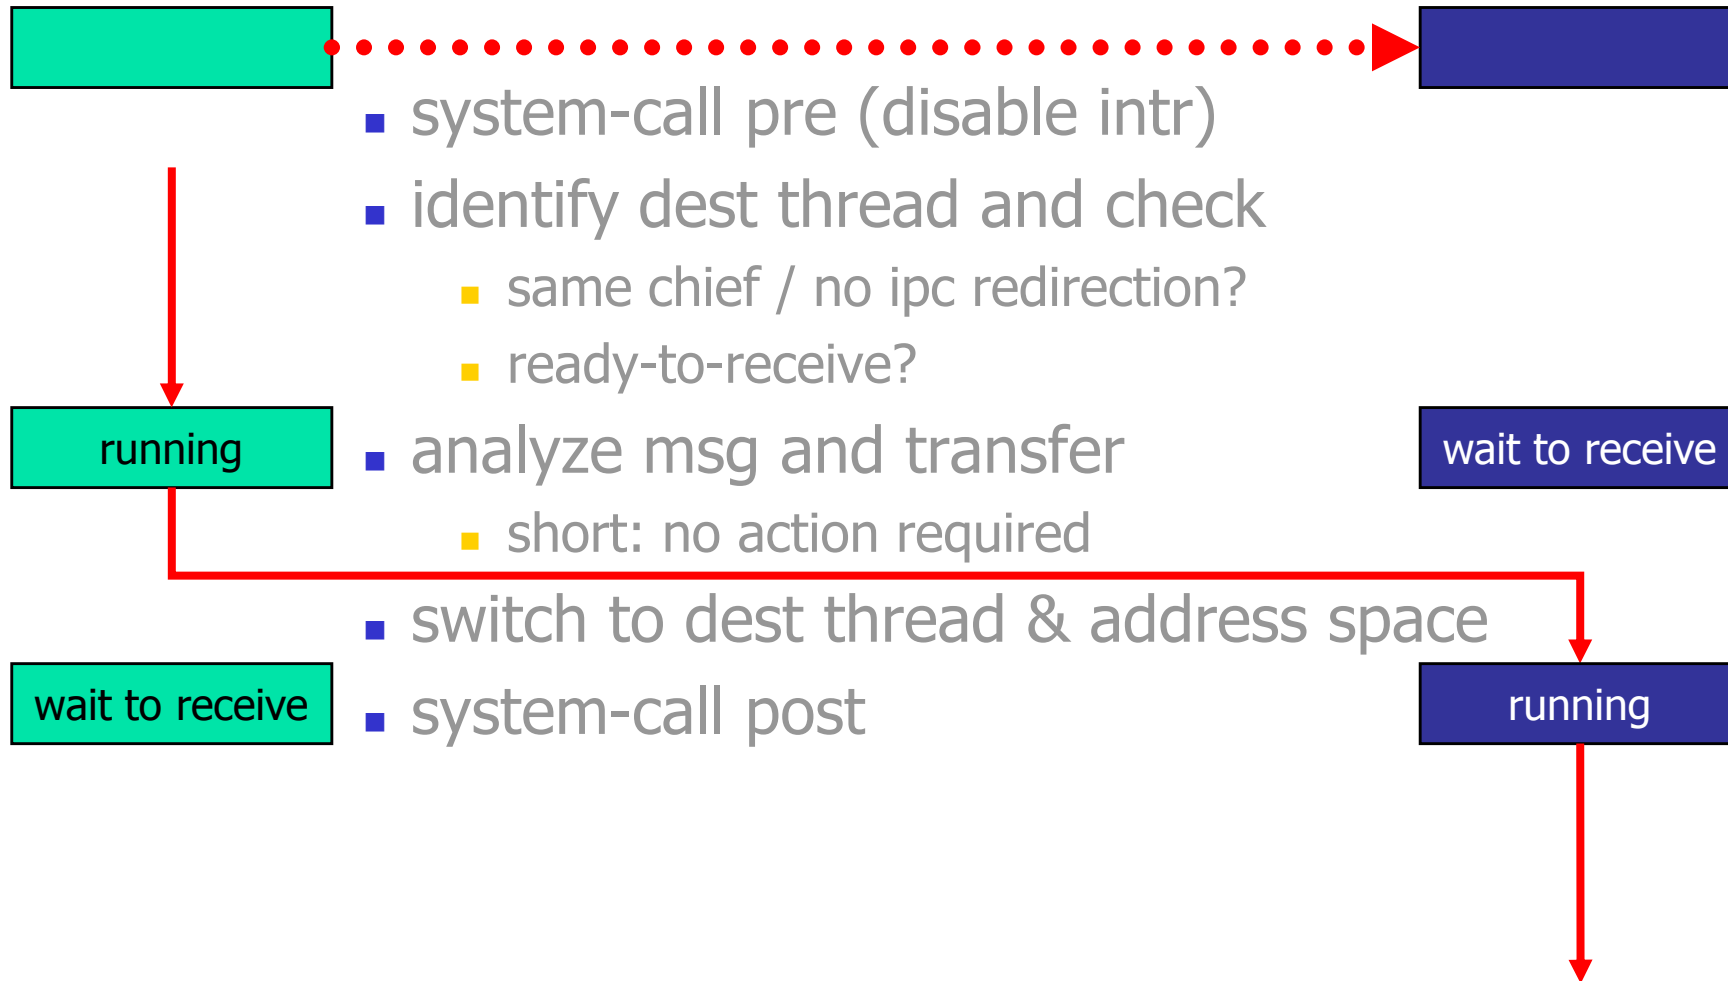 system-call pre (disable intr)
identify dest thread and check
same chief / no ipc redirection?
ready-to-receive?
running
analyze msg and transfer
wait to receive
short: no action required
switch to dest thread & address space
wait to receive
system-call post
running